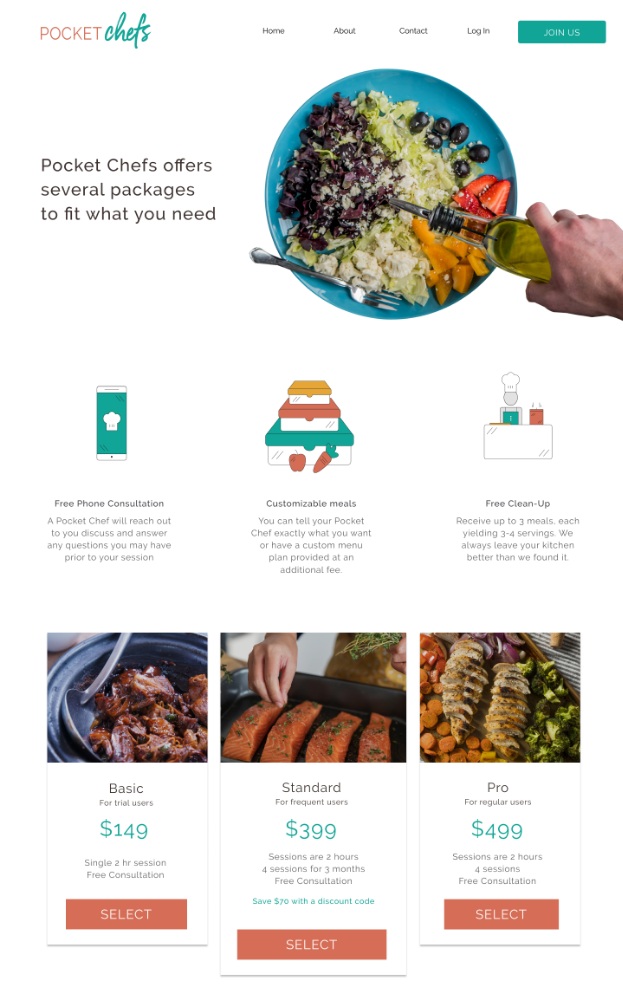 POCKET chefs
Home
About
Contact
Log In
JOIN US
Pocket Chefs offers
several packages
to fit what you need
Free Phone Consultation
A Pocket Chef will reach out
to you discuss and answer
any questions you may have
prior to your session
Customizable meals
You can tell your Pocket
Chef exactly what you want
or have a custom menu
plan provided at an
additional fee.
Free Clean-Up
Receive up to 3 meals, each
yielding 3-4 servings. We
always leave your kitchen
better than we found it.
Basic
For trial users
$149
Single 2 hr session
Free Consultation
SELECT
Standard
For frequent users
$399
Sessions are 2 hours
4 sessions for 3 months
Free Consultation
Save $70 with a discount code
SELECT
Pro
For regular users
$499
Sessions are 2 hours
4 sessions
Free Consultation
SELECT